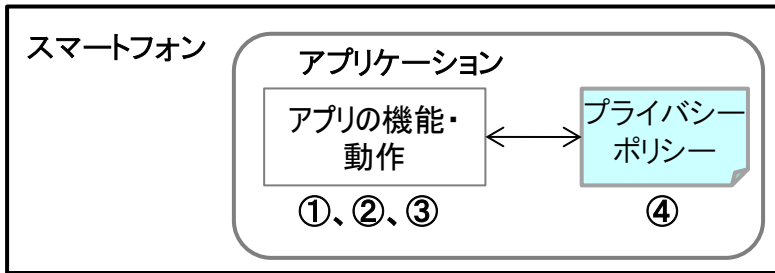 スマートフォン
アプリケーション
アプリの機能・
動作
プライバシー
ポリシー
①、②、③
④